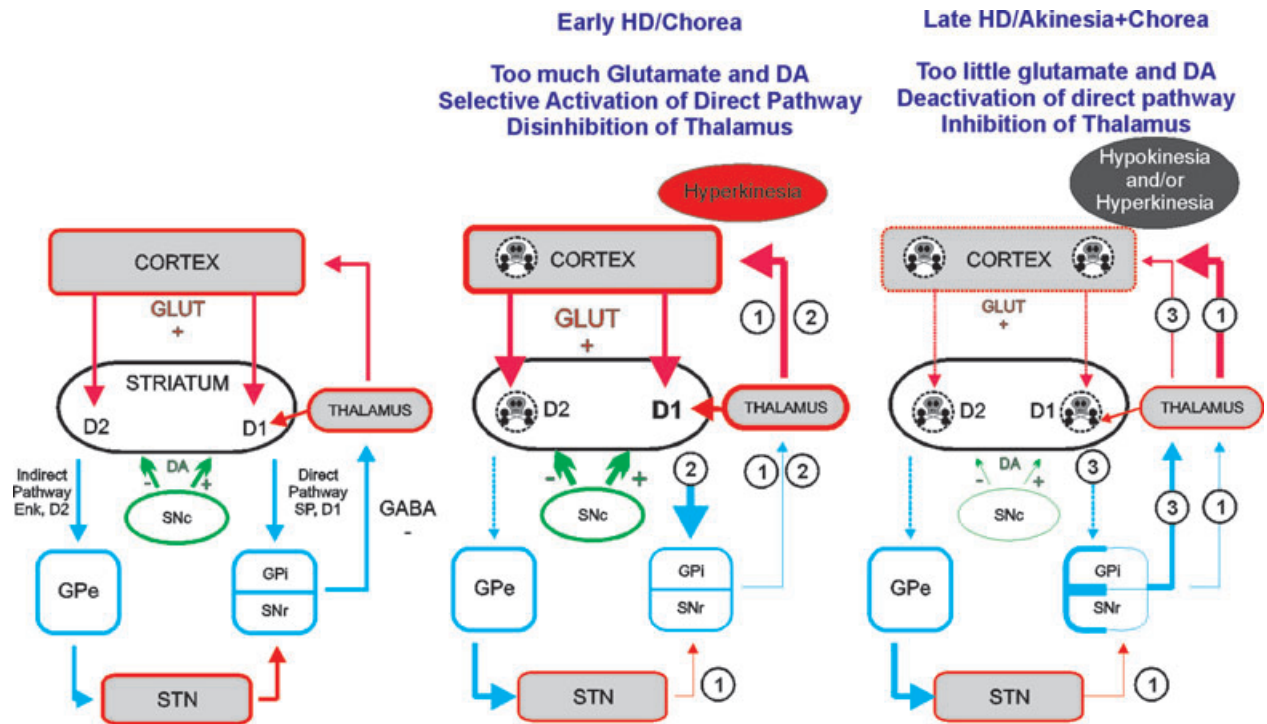 Early HD/Chorea
Too much Glutamate and DA
Selective Activation of Direct Pathway
Disinhibition of Thalamus
Late HD/Akinesia+Chorea
Too little glutamate and DA
Deactivation of direct pathway
Inhibition of Thalamus
CORTEX
GLUT
+
STRIATUM
D2
D1
THALAMUS
Indirect
Pathway
Enk, D2
DA
-
+
SNc
Direct
Pathway
SP, D1
GABA
-
GPe
GPi
SNr
STN
Hyperkinesia
CORTEX
GLUT
+
1
2
D2
D1
THALAMUS
-
+
SNc
2
1
2
GPe
GPi
SNr
STN
1
Hypokinesia
and/or
Hyperkinesia
CORTEX
GLUT
+
3
1
D2
D1
THALAMUS
DA
-
+
SNc
3
3
1
GPe
GPi
SNr
STN
1